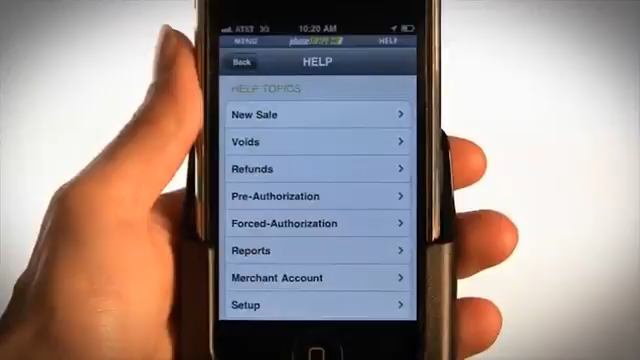 AT&T 3G 10:20 AM
MENU phoneSWIPE HELP
Back HELP
HELP TOPICS
New Sale
Voids
Refunds
Pre-Authorization
Forced-Authorization
Reports
Merchant Account
Setup